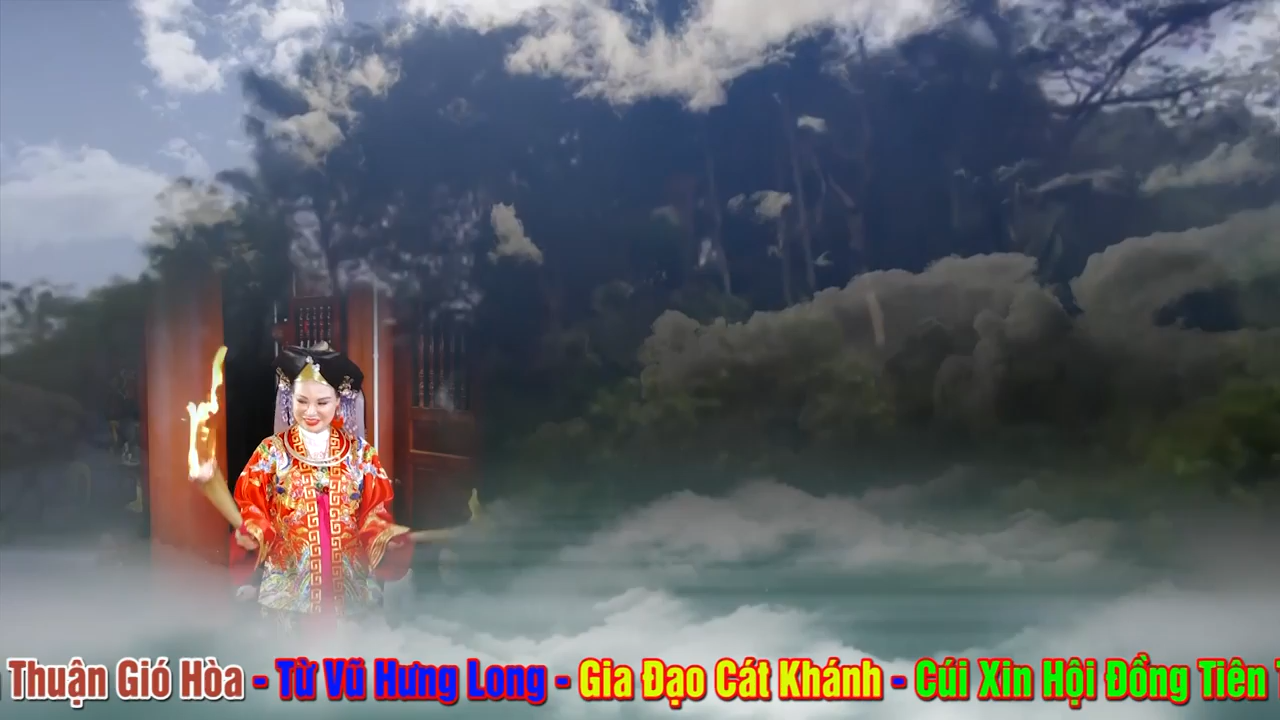 Thuận Gió Hòa - Từ Vũ Hưng Long - Gia Đạo Cát Khánh - Cúi Xin Hội Đồng Tiên